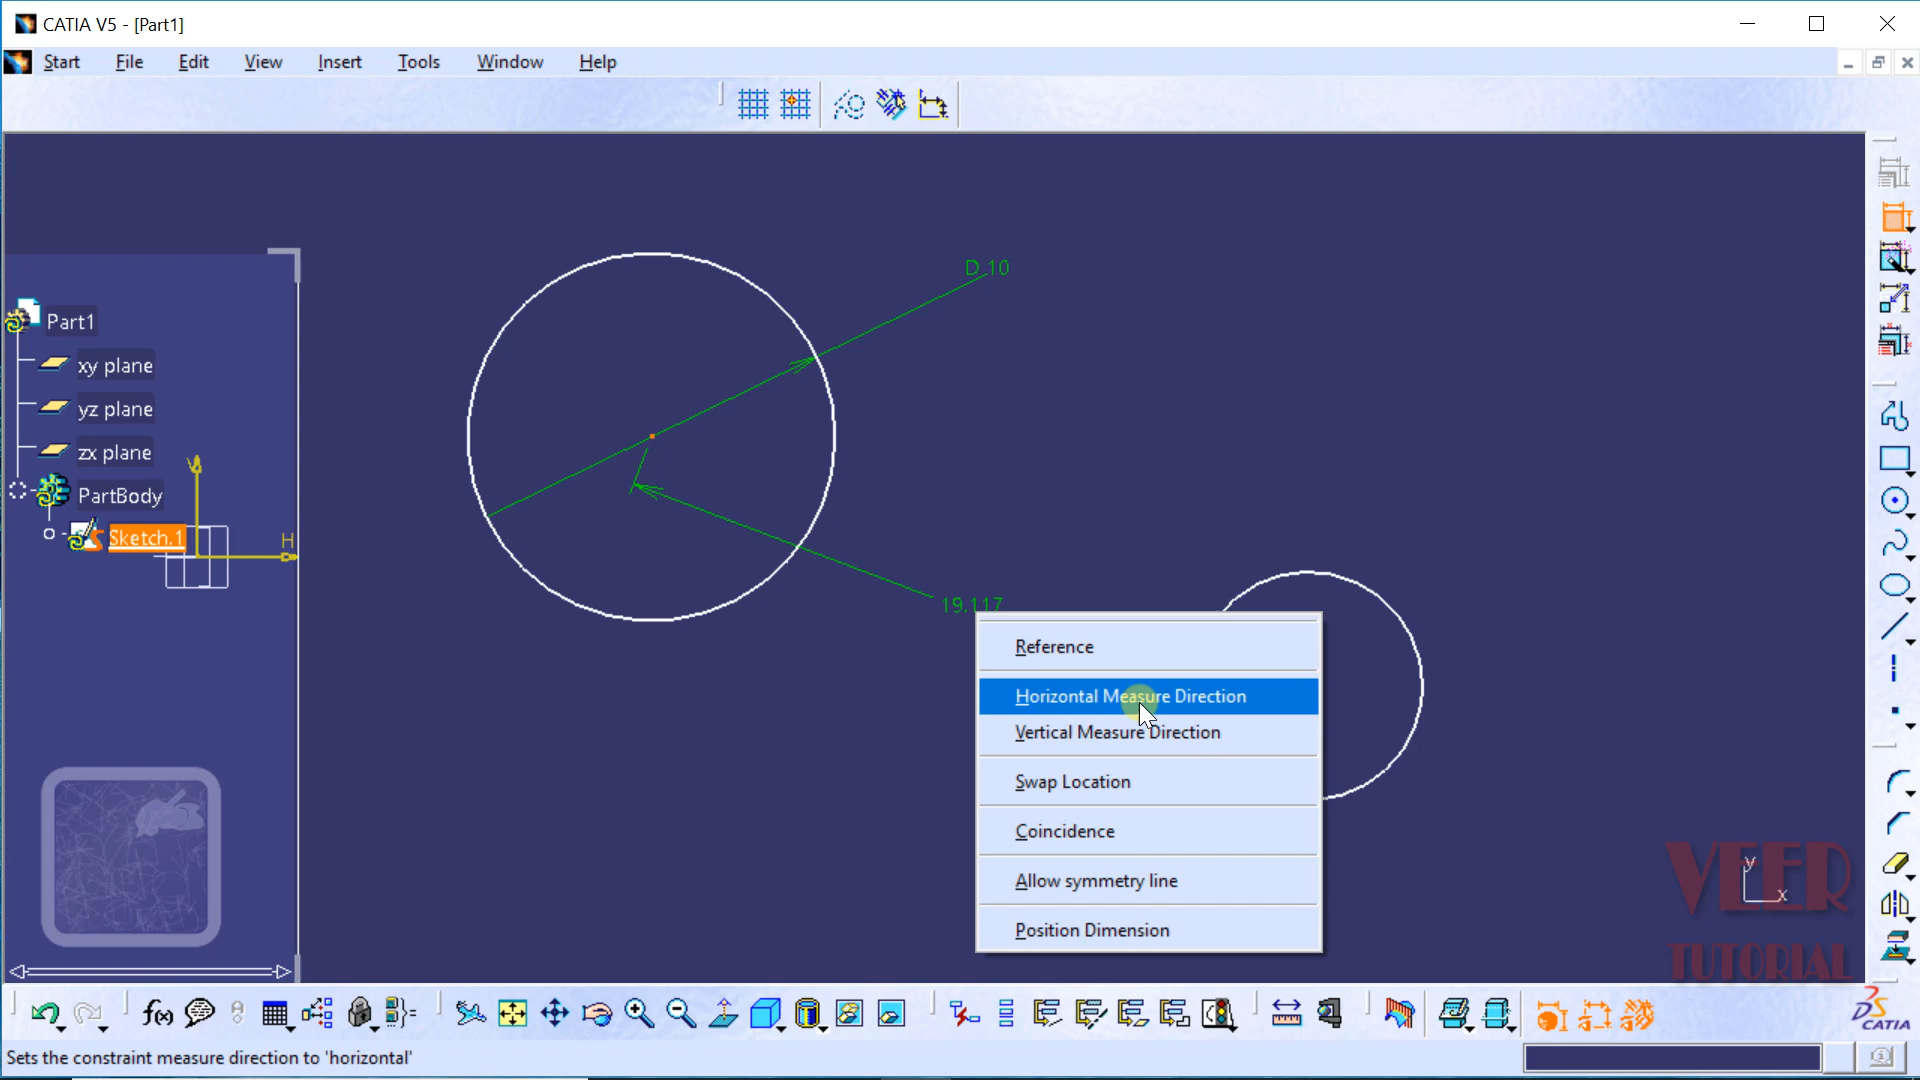 CATIA V5 - [Part1]
Start File Edit View Insert Tools Window Help
D 10
Part1
xy plane
yz plane
zx plane
PartBody
Sketch.1
V
H
19.117
Reference
Horizontal Measure Direction
Vertical Measure Direction
Swap Location
Coincidence
Allow symmetry line
Position Dimension
VEER
TUTORIAL
y
x
f(x)
DS
CATIA
Sets the constraint measure direction to 'horizontal'